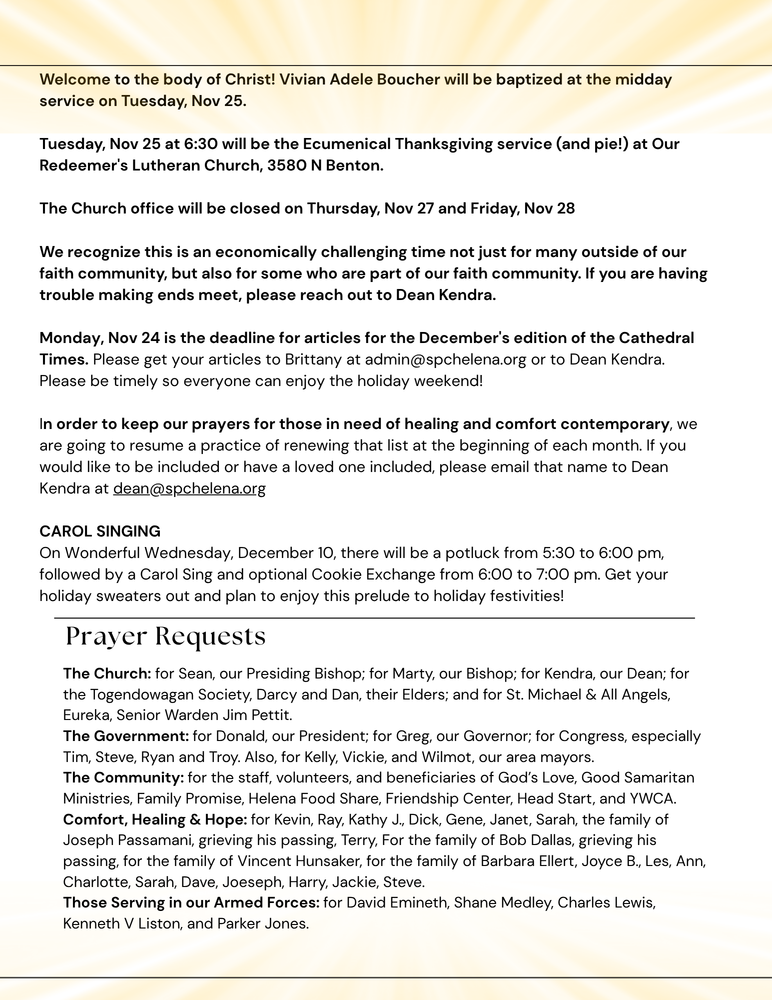 Welcome to the body of Christ! Vivian Adele Boucher will be baptized at the midday
service on Tuesday, Nov 25.
Tuesday, Nov 25 at 6:30 will be the Ecumenical Thanksgiving service (and pie!) at Our
Redeemer's Lutheran Church, 3580 N Benton.
The Church office will be closed on Thursday, Nov 27 and Friday, Nov 28
We recognize this is an economically challenging time not just for many outside of our
faith community, but also for some who are part of our faith community. If you are having
trouble making ends meet, please reach out to Dean Kendra.
Monday, Nov 24 is the deadline for articles for the December's edition of the Cathedral
Times. Please get your articles to Brittany at admin@spchelena.org or to Dean Kendra.
Please be timely so everyone can enjoy the holiday weekend!
In order to keep our prayers for those in need of healing and comfort contemporary, we
are going to resume a practice of renewing that list at the beginning of each month. If you
would like to be included or have a loved one included, please email that name to Dean
Kendra at dean@spchelena.org
CAROL SINGING
On Wonderful Wednesday, December 10, there will be a potluck from 5:30 to 6:00 pm,
followed by a Carol Sing and optional Cookie Exchange from 6:00 to 7:00 pm. Get your
holiday sweaters out and plan to enjoy this prelude to holiday festivities!
Prayer Requests
The Church: for Sean, our Presiding Bishop; for Marty, our Bishop; for Kendra, our Dean; for
the Togendowagan Society, Darcy and Dan, their Elders; and for St. Michael & All Angels,
Eureka, Senior Warden Jim Pettit.
The Government: for Donald, our President; for Greg, our Governor; for Congress, especially
Tim, Steve, Ryan and Troy. Also, for Kelly, Vickie, and Wilmot, our area mayors.
The Community: for the staff, volunteers, and beneficiaries of God’s Love, Good Samaritan
Ministries, Family Promise, Helena Food Share, Friendship Center, Head Start, and YWCA.
Comfort, Healing & Hope: for Kevin, Ray, Kathy J., Dick, Gene, Janet, Sarah, the family of
Joseph Passamani, grieving his passing, Terry, For the family of Bob Dallas, grieving his
passing, for the family of Vincent Hunsaker, for the family of Barbara Ellert, Joyce B., Les, Ann,
Charlotte, Sarah, Dave, Joeseph, Harry, Jackie, Steve.
Those Serving in our Armed Forces: for David Emineth, Shane Medley, Charles Lewis,
Kenneth V Liston, and Parker Jones.